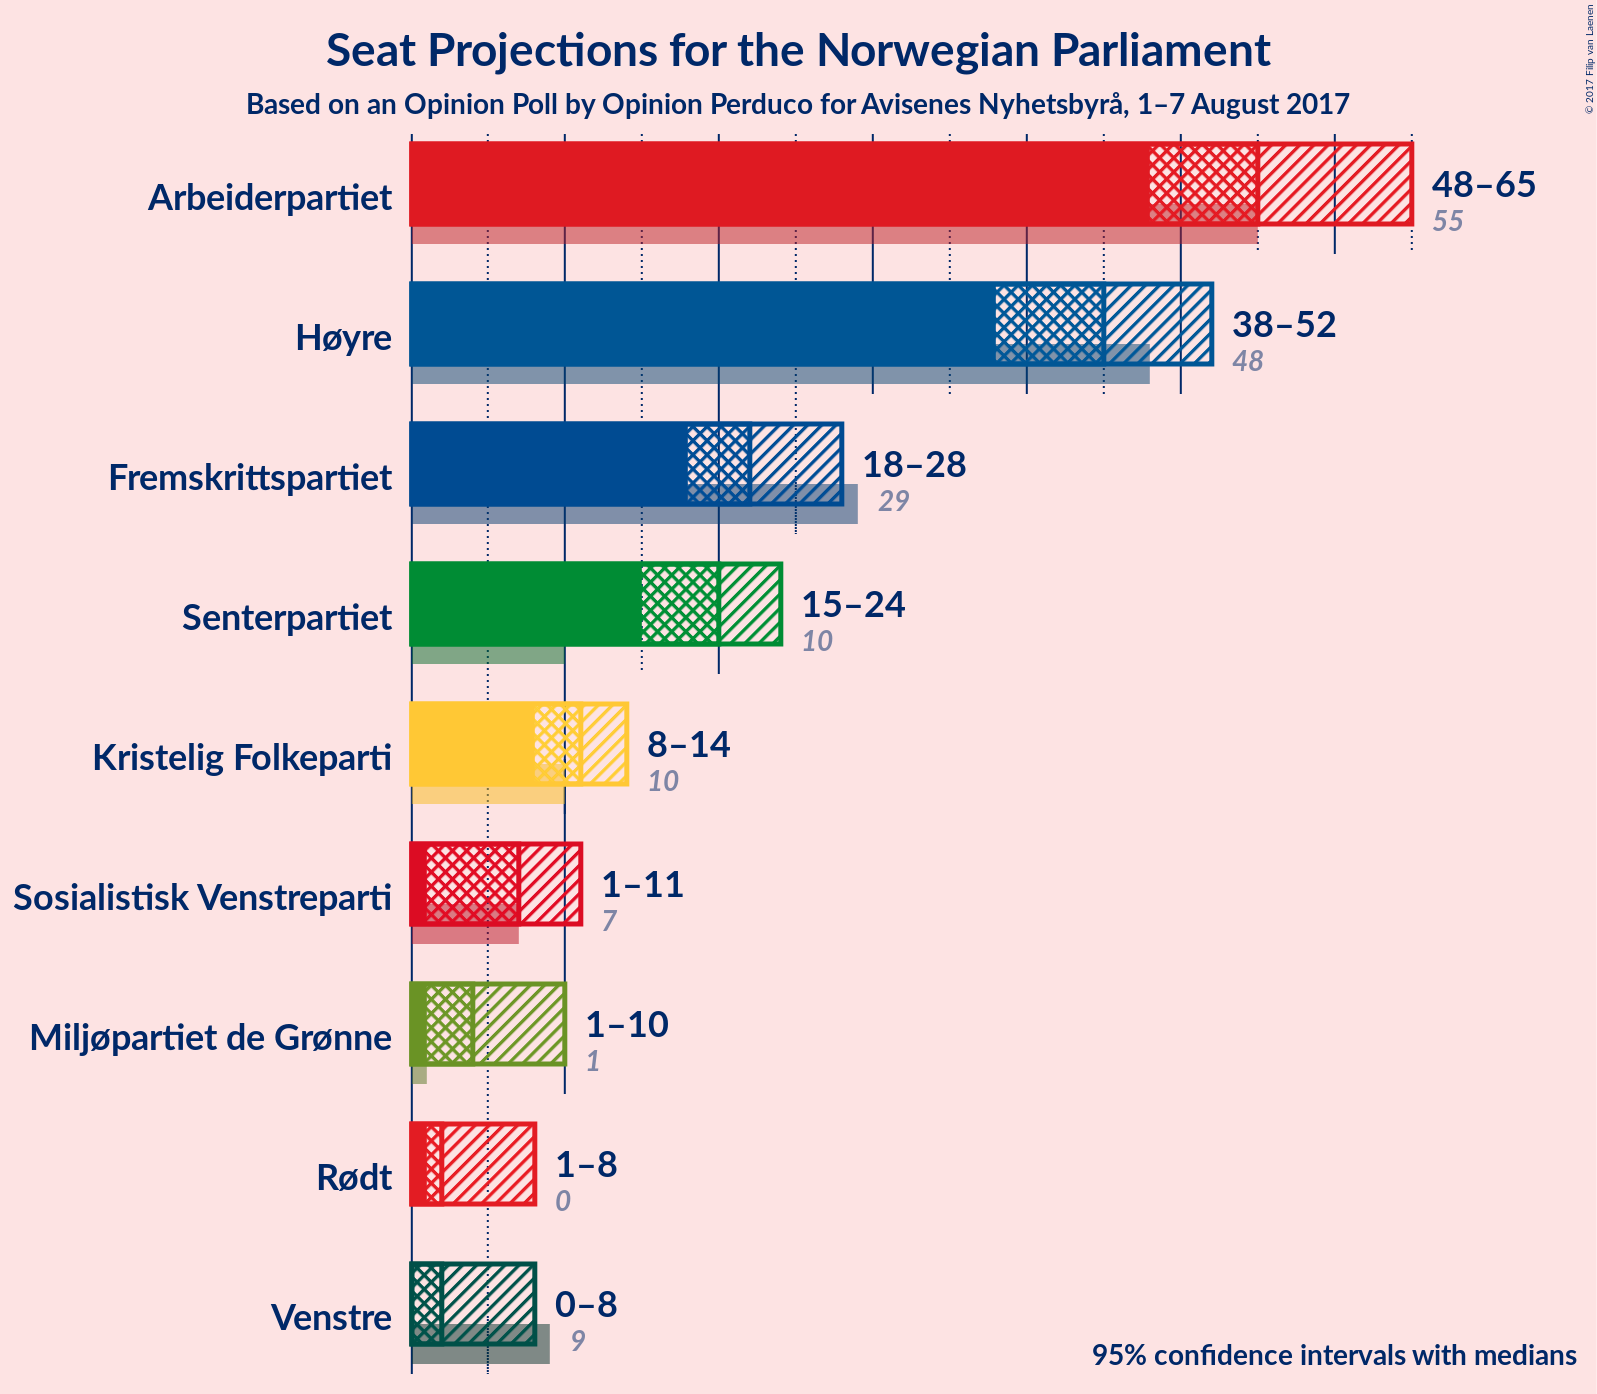 Seat Projections for the Norwegian Parliament
Based on an Opinion Poll by Opinion Perduco for Avisenes Nyhetsbyrå, 1–7 August 2017
© 2017 Filip van Laenen
Arbeiderpartiet
48–65
55
Høyre
38–52
48
Fremskrittspartiet
18–28
29
Senterpartiet
15–24
10
Kristelig Folkeparti
8–14
10
Sosialistisk Venstreparti
1–11
7
Miljøpartiet de Grønne
1–10
1
Rødt
1–8
0
Venstre
0–8
9
95% confidence intervals with medians